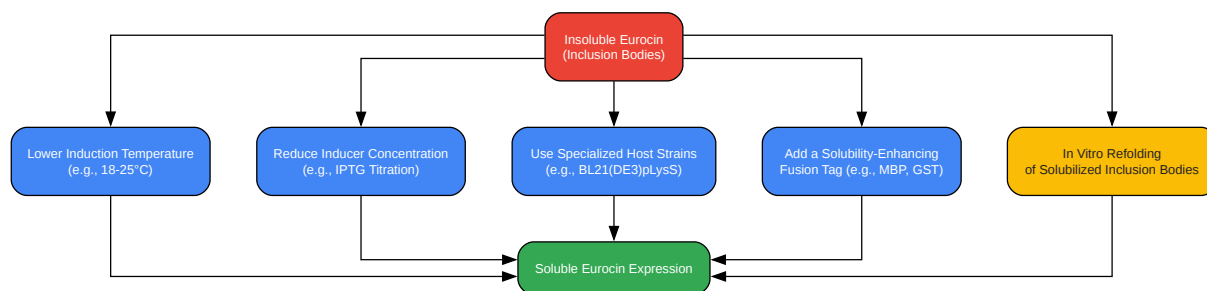 Insoluble Eurocin
(Inclusion Bodies)
Lower Induction Temperature
(e.g., 18-25°C)
Reduce Inducer Concentration
(e.g., IPTG Titration)
Use Specialized Host Strains
(e.g., BL21(DE3)pLysS)
Add a Solubility-Enhancing
Fusion Tag (e.g., MBP, GST)
In Vitro Refolding
of Solubilized Inclusion Bodies
Soluble Eurocin Expression